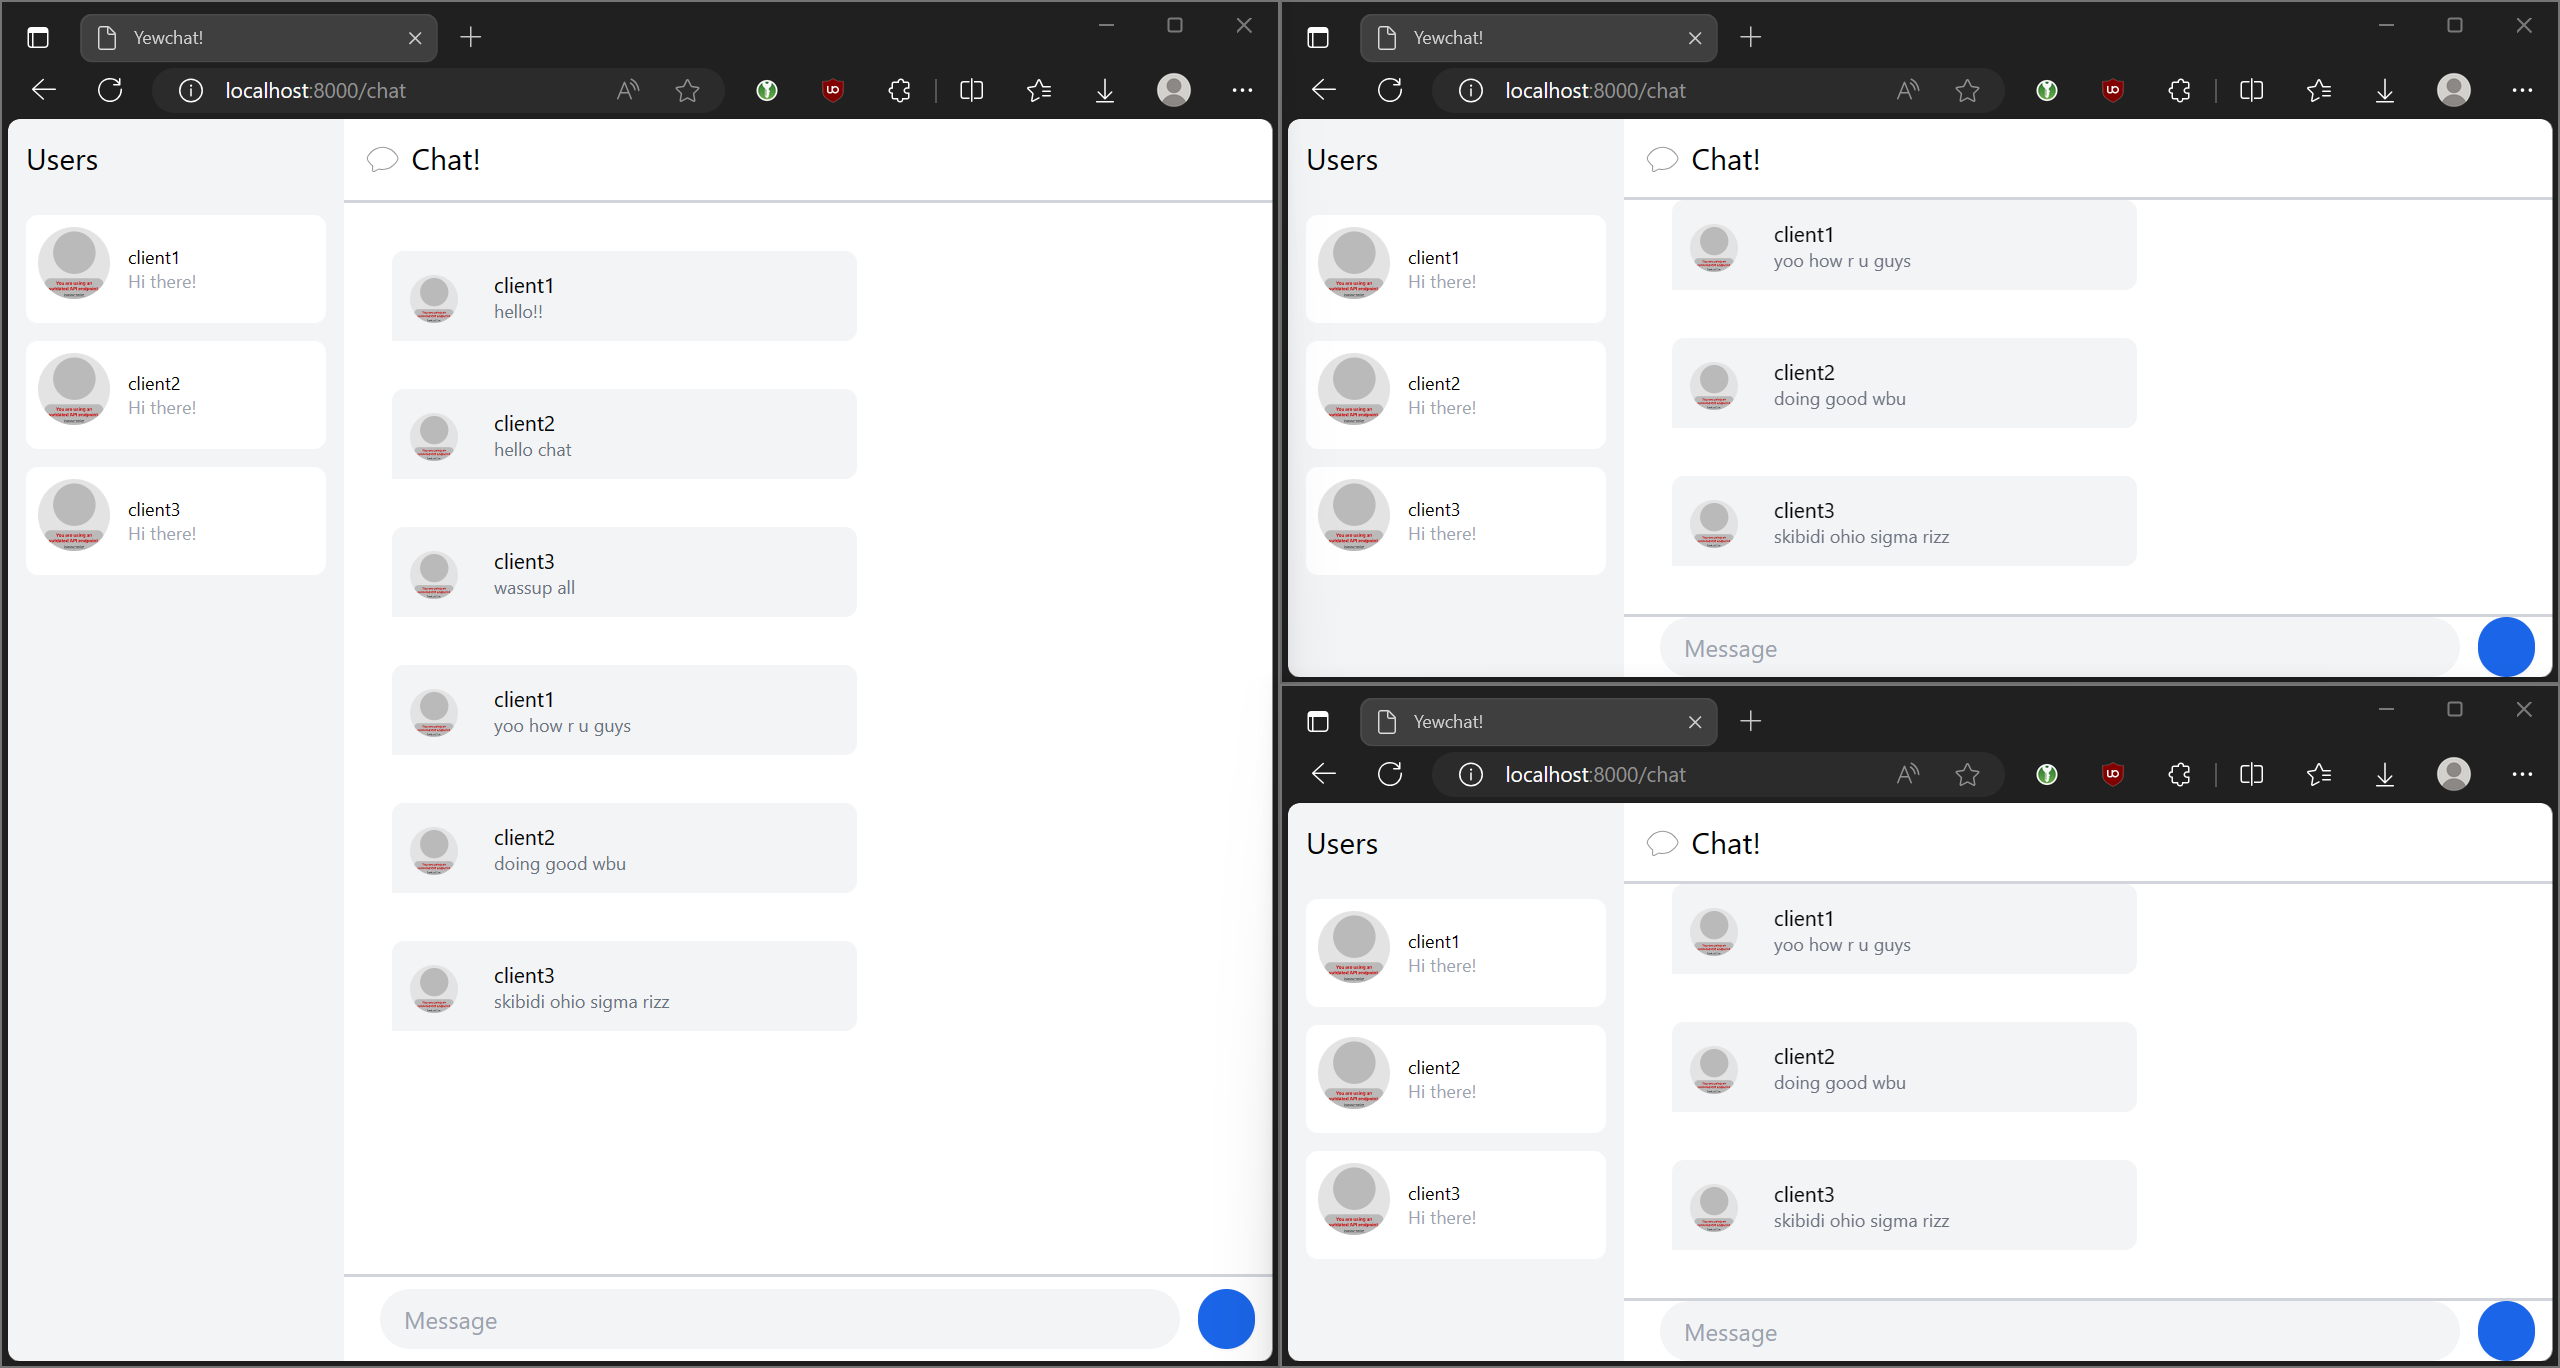 Yewchat!
localhost:8000/chat
Users
client1
Hi there!
client2
Hi there!
client3
Hi there!
Chat!
client1
hello!!
client2
hello chat
client3
wassup all
client1
yoo how r u guys
client2
doing good wbu
client3
skibidi ohio sigma rizz
Message
Yewchat!
localhost:8000/chat
Users
client1
Hi there!
client2
Hi there!
client3
Hi there!
Chat!
client1
yoo how r u guys
client2
doing good wbu
client3
skibidi ohio sigma rizz
Message
Yewchat!
localhost:8000/chat
Users
client1
Hi there!
client2
Hi there!
client3
Hi there!
Chat!
client1
yoo how r u guys
client2
doing good wbu
client3
skibidi ohio sigma rizz
Message